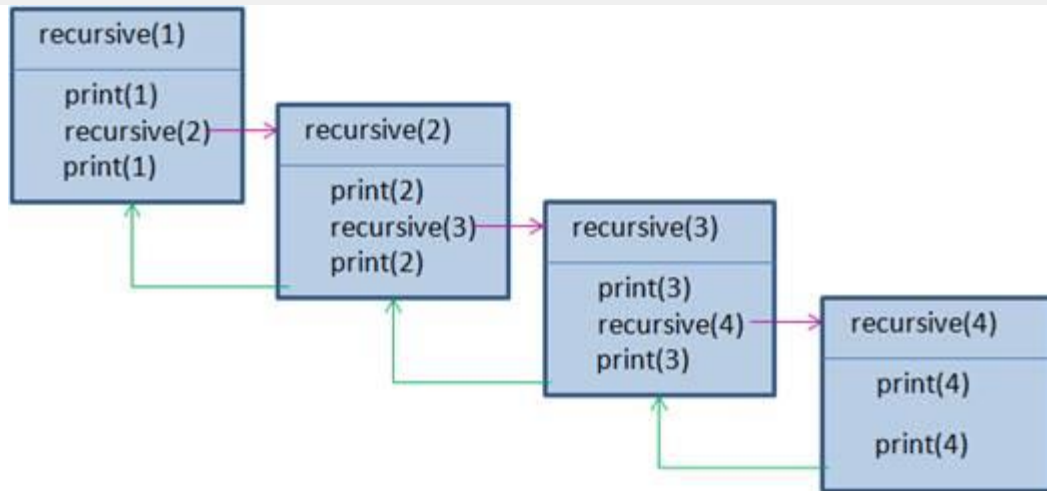 recursive(1)
print(1)
recursive(2)
print(1)
recursive(2)
print(2)
recursive(3)
print(2)
recursive(3)
print(3)
recursive(4)
print(3)
recursive(4)
print(4)
print(4)